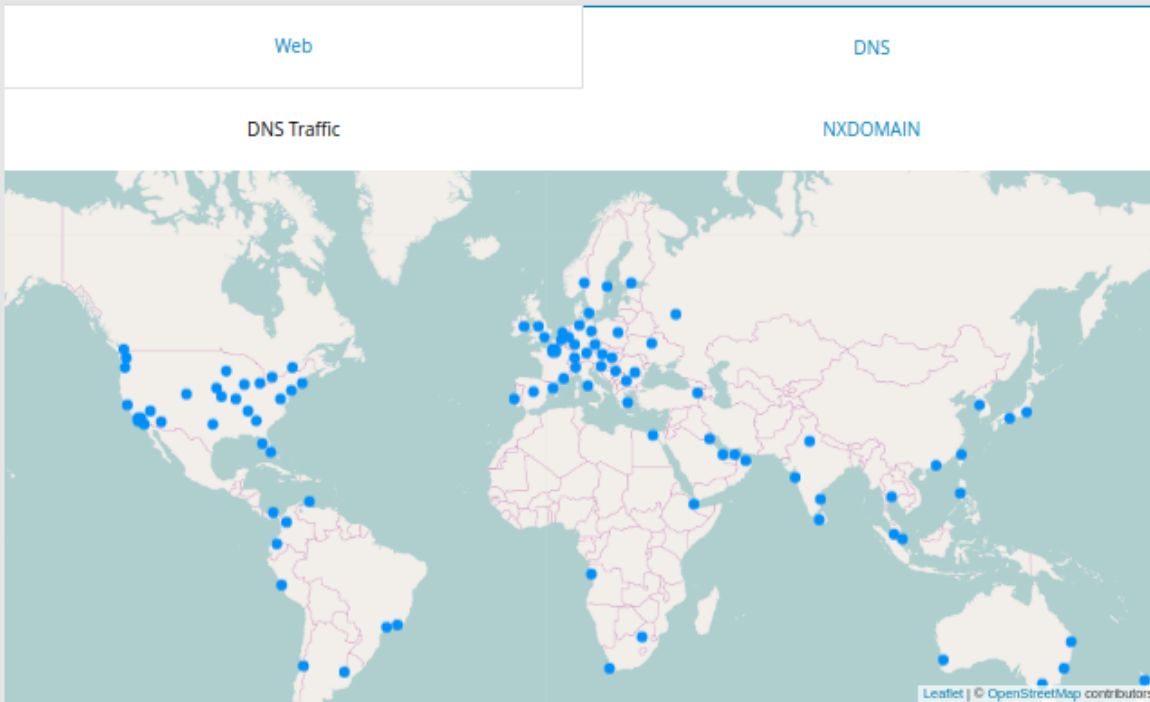 Web
DNS
DNS Traffic
NXDOMAIN
Leaflet | © OpenStreetMap contributors